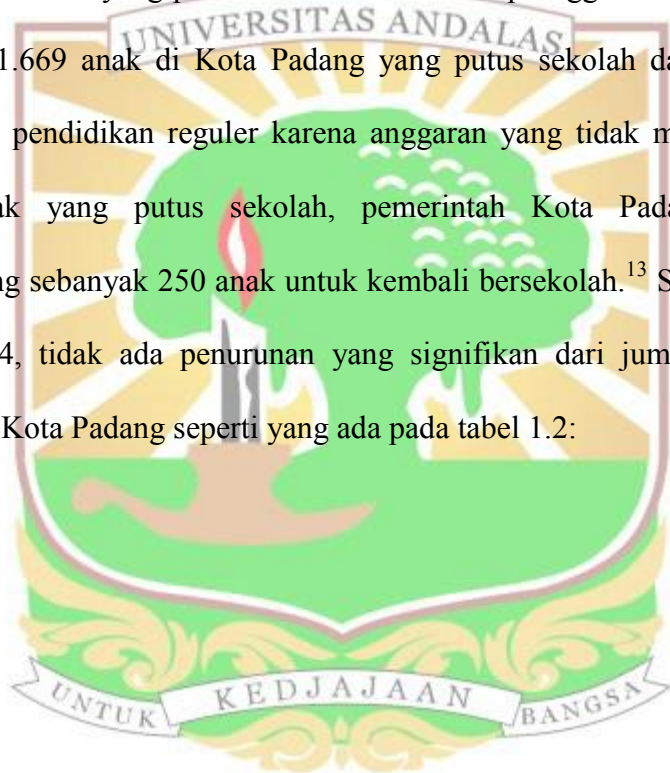 UNIVERSITAS ANDALAS
1.669 anak di Kota Padang yang putus sekolah da
pendidikan reguler karena anggaran yang tidak m
ak yang putus sekolah, pemerintah Kota Pada
ng sebanyak 250 anak untuk kembali bersekolah.13 S
4, tidak ada penurunan yang signifikan dari jum
Kota Padang seperti yang ada pada tabel 1.2:
UNTUK KEDJAJAAN BANGSA